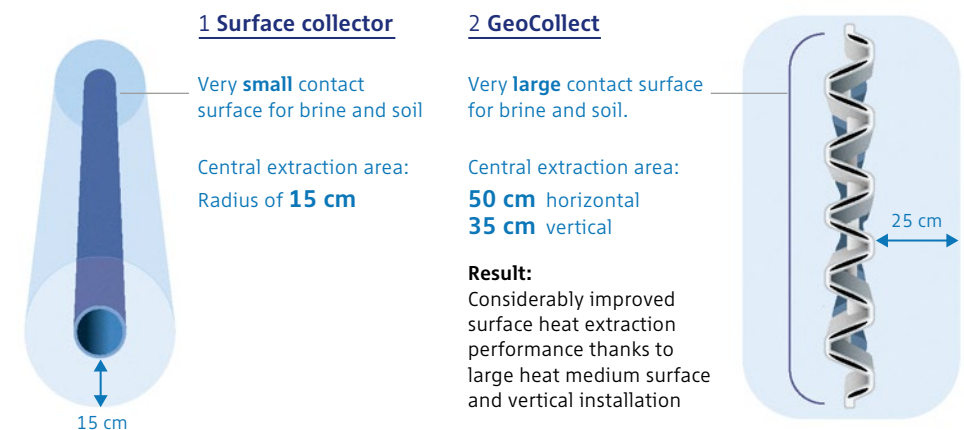 1 Surface collector
Very small contact
surface for brine and soil
Central extraction area:
Radius of 15 cm
15 cm
2 GeoCollect
Very large contact surface
for brine and soil.
Central extraction area:
50 cm horizontal
35 cm vertical
Result:
Considerably improved
surface heat extraction
performance thanks to
large heat medium surface
and vertical installation
25 cm